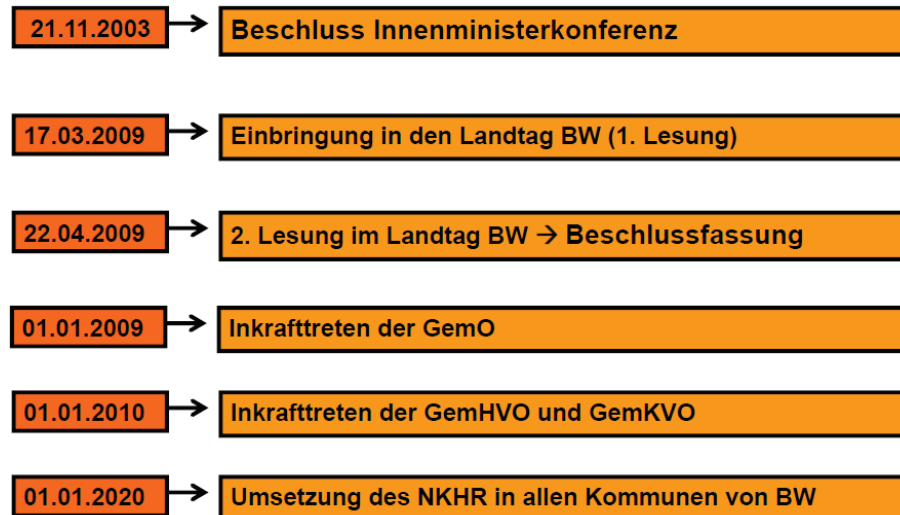 21.11.2003 → Beschluss Innenministerkonferenz
17.03.2009 → Einbringung in den Landtag BW (1. Lesung)
22.04.2009 → 2. Lesung im Landtag BW → Beschlussfassung
01.01.2009 → Inkrafttreten der GemO
01.01.2010 → Inkrafttreten der GemHVO und GemKVO
01.01.2020 → Umsetzung des NKHR in allen Kommunen von BW